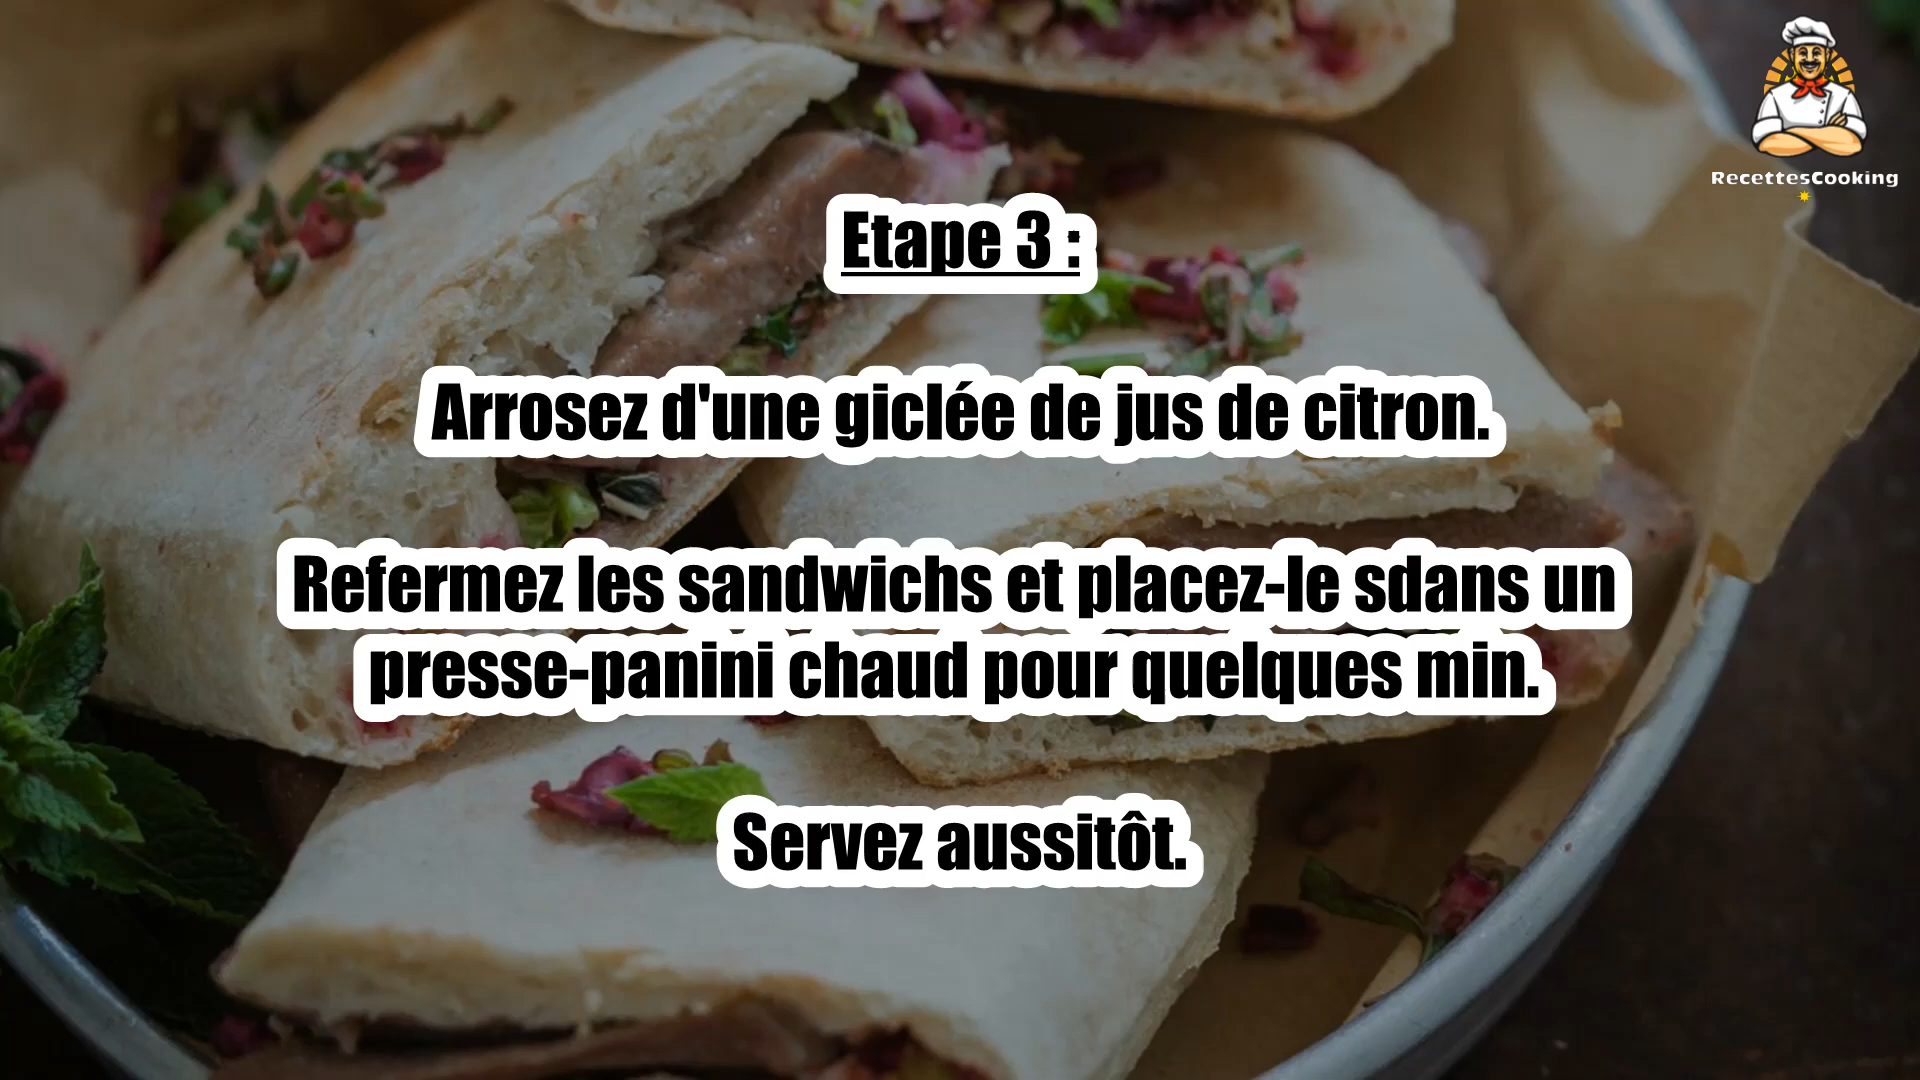 RecettesCooking
Etape 3 :
Arrosez d'une giclée de jus de citron.
Refermez les sandwichs et placez-le sdans un
presse-panini chaud pour quelques min.
Servez aussitôt.